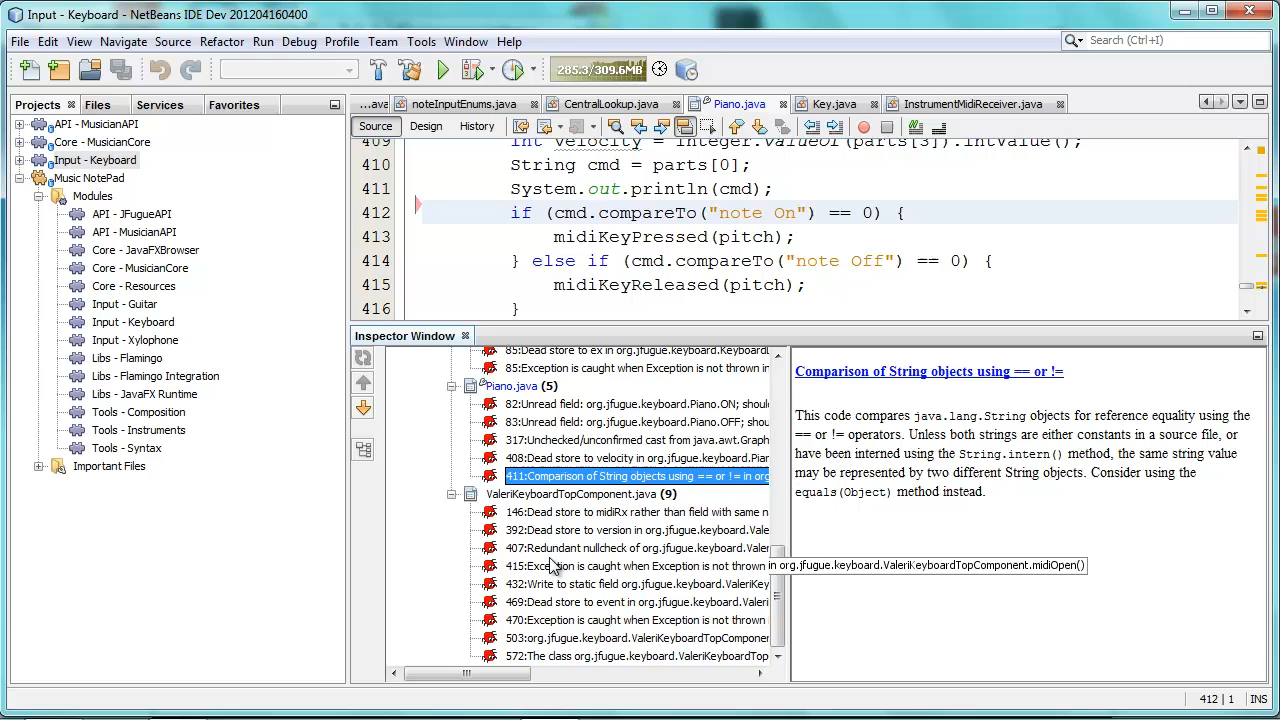 Input - Keyboard - NetBeans IDE Dev 201204160400
File Edit View Navigate Source Refactor Run Debug Profile Team Tools Window Help
Search (Ctrl+I)
285.3/309.6MB
Projects Files Services Favorites
API - MusicianAPI
Core - MusicianCore
Input - Keyboard
Music NotePad
Modules
API - JFugueAPI
API - MusicianAPI
Core - JavaFXBrowser
Core - MusicianCore
Core - Resources
Input - Guitar
Input - Keyboard
Input - Xylophone
Libs - Flamingo
Libs - Flamingo Integration
Libs - JavaFX Runtime
Tools - Composition
Tools - Instruments
Tools - Syntax
Important Files
...ava noteInputEnums.java CentralLookup.java Piano.java Key.java InstrumentMidiReceiver.java
Source Design History
409 int velocity = Integer.valueOf(parts[3]).intValue();
410 String cmd = parts[0];
411 System.out.println(cmd);
412 if (cmd.compareTo("note On") == 0) {
413 midiKeyPressed(pitch);
414 } else if (cmd.compareTo("note Off") == 0) {
415 midiKeyReleased(pitch);
416 }
Inspector Window
85:Dead store to ex in org.jfugue.keyboard.KeyboardL
85:Exception is caught when Exception is not thrown in
Piano.java (5)
82:Unread field: org.jfugue.keyboard.Piano.ON; shoul
83:Unread field: org.jfugue.keyboard.Piano.OFF; shou
317:Unchecked/unconfirmed cast from java.awt.Graph
408:Dead store to velocity in org.jfugue.keyboard.Pian
411:Comparison of String objects using == or != in org
ValeriKeyboardTopComponent.java (9)
146:Dead store to midiRx rather than field with same n
392:Dead store to version in org.jfugue.keyboard.Vale
407:Redundant nullcheck of org.jfugue.keyboard.Vale
415:Exception is caught when Exception is not thrown in org.jfugue.keyboard.ValeriKeyboardTopComponent.midiOpen()
432:Write to static field org.jfugue.keyboard.ValeriKey
469:Dead store to event in org.jfugue.keyboard.Valeri
470:Exception is caught when Exception is not thrown
503:org.jfugue.keyboard.ValeriKeyboardTopComponen
572:The class org.jfugue.keyboard.ValeriKeyboardTop
Comparison of String objects using == or !=
This code compares java.lang.String objects for reference equality using the
== or != operators. Unless both strings are either constants in a source file, or
have been interned using the String.intern() method, the same string value
may be represented by two different String objects. Consider using the
equals(Object) method instead.
412 | 1 INS